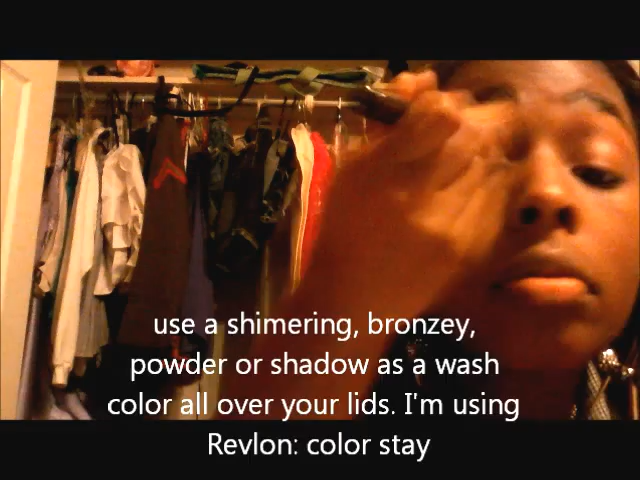 use a shimering, bronzey,
powder or shadow as a wash
color all over your lids. I'm using
Revlon: color stay